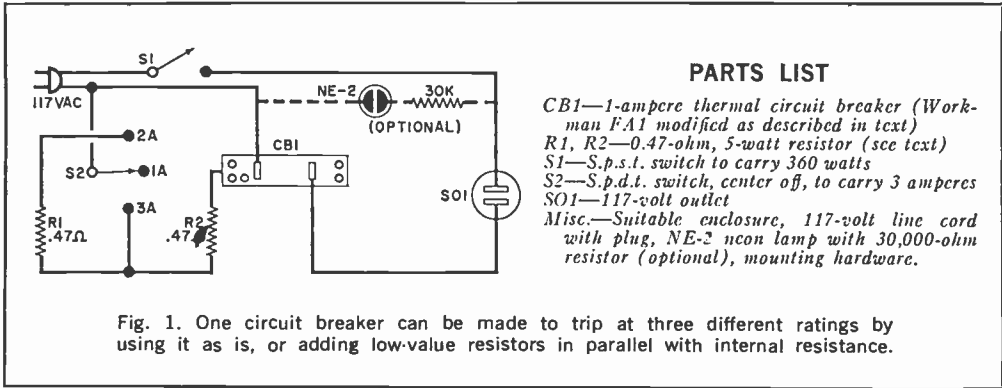 S1
117VAC
NE-2
30K
(OPTIONAL)
2A
S2
1A
3A
R1
.47Ω
R2
.47
CB1
SO1
PARTS LIST
CB1—1-ampere thermal circuit breaker (Work-
man FA1 modified as described in text)
R1, R2—0.47-ohm, 5-watt resistor (see text)
S1—S.p.s.t. switch to carry 360 watts
S2—S.p.d.t. switch, center off, to carry 3 amperes
SO1—117-volt outlet
Misc.—Suitable enclosure, 117-volt line cord
with plug, NE-2 neon lamp with 30,000-ohm
resistor (optional), mounting hardware.
Fig. 1. One circuit breaker can be made to trip at three different ratings by
using it as is, or adding low-value resistors in parallel with internal resistance.